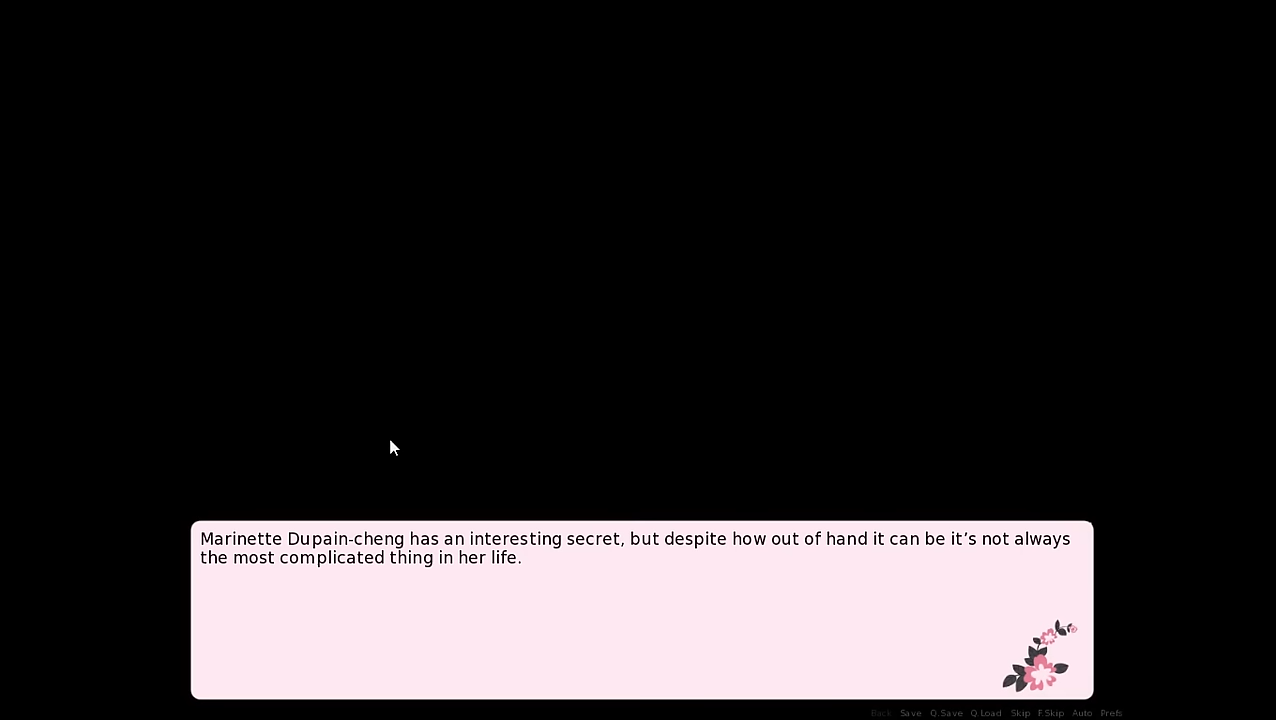 Marinette Dupain-cheng has an interesting secret, but despite how out of hand it can be it’s not always
the most complicated thing in her life.
Back Save Q.Save Q.Load Skip F.Skip Auto Prefs